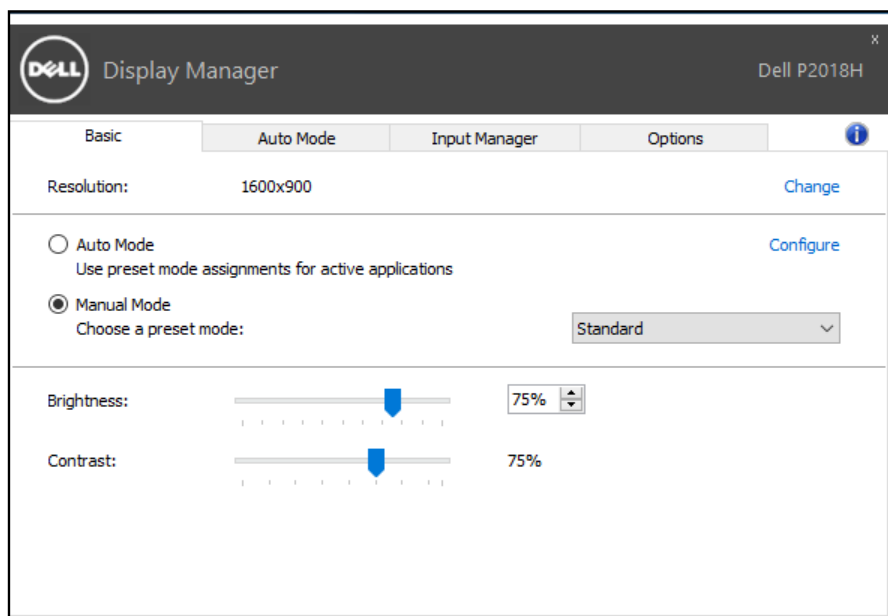 x
DELL Display Manager Dell P2018H
Basic Auto Mode Input Manager Options i
Resolution: 1600x900 Change
Auto Mode Configure
Use preset mode assignments for active applications
Manual Mode
Choose a preset mode: Standard
Brightness: 75%
Contrast: 75%